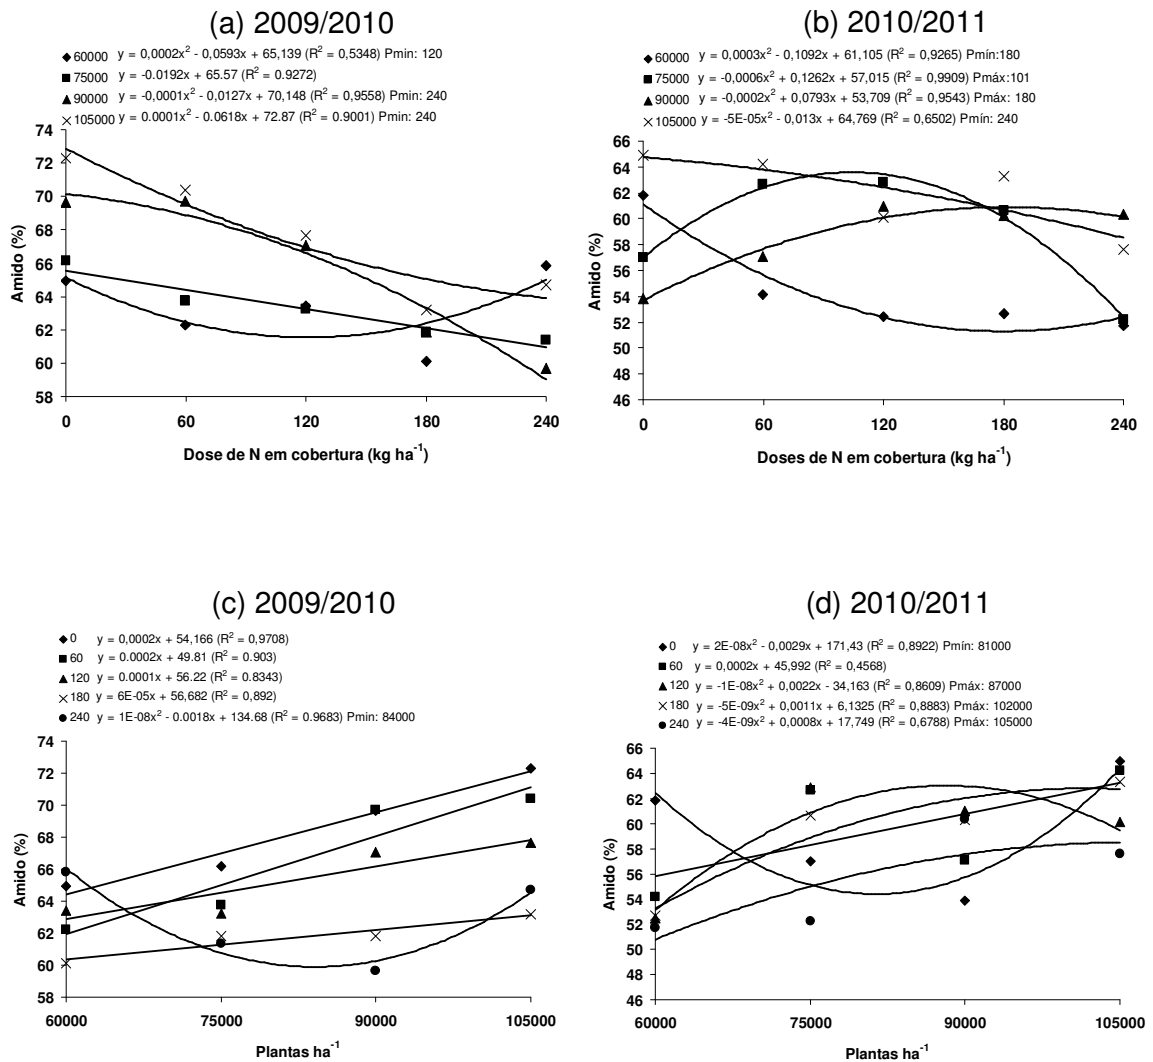 (a) 2009/2010
60000 y = 0,0002x² - 0,0593x + 65,139 (R² = 0,5348) Pmin: 120
75000 y = -0.0192x + 65.57 (R² = 0.9272)
90000 y = -0,0001x² - 0,0127x + 70,148 (R² = 0,9558) Pmin: 240
105000 y = 0.0001x² - 0.0618x + 72.87 (R² = 0.9001) Pmin: 240
74
72
70
68
66
64
62
60
58
Amido (%)
0 60 120 180 240
Dose de N em cobertura (kg ha⁻¹)
(b) 2010/2011
60000 y = 0,0003x² - 0,1092x + 61,105 (R² = 0,9265) Pmín:180
75000 y = -0,0006x² + 0,1262x + 57,015 (R² = 0,9909) Pmáx:101
90000 y = -0,0002x² + 0,0793x + 53,709 (R² = 0,9543) Pmáx: 180
105000 y = -5E-05x² - 0,013x + 64,769 (R² = 0,6502) Pmín: 240
66
64
62
60
58
56
54
52
50
48
46
Amido (%)
0 60 120 180 240
Doses de N em cobertura (kg ha⁻¹)
(c) 2009/2010
0 y = 0,0002x + 54,166 (R² = 0,9708)
60 y = 0.0002x + 49.81 (R² = 0.903)
120 y = 0.0001x + 56.22 (R² = 0.8343)
180 y = 6E-05x + 56,682 (R² = 0,892)
240 y = 1E-08x² - 0.0018x + 134.68 (R² = 0.9683) Pmin: 84000
74
72
70
68
66
64
62
60
58
Amido (%)
60000 75000 90000 105000
Plantas ha⁻¹
(d) 2010/2011
0 y = 2E-08x² - 0,0029x + 171,43 (R² = 0,8922) Pmín: 81000
60 y = 0,0002x + 45,992 (R² = 0,4568)
120 y = -1E-08x² + 0,0022x - 34,163 (R² = 0,8609) Pmáx: 87000
180 y = -5E-09x² + 0,0011x + 6,1325 (R² = 0,8883) Pmáx: 102000
240 y = -4E-09x² + 0,0008x + 17,749 (R² = 0,6788) Pmáx: 105000
66
64
62
60
58
56
54
52
50
48
46
Amido (%)
60000 75000 90000 105000
Plantas ha⁻¹